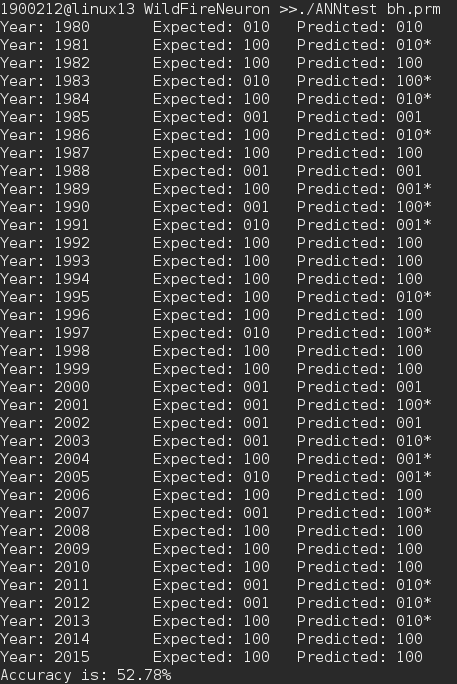 1900212@linux13 WildFireNeuron >>./ANNtest bh.prm
Year: 1980 Expected: 010 Predicted: 010
Year: 1981 Expected: 100 Predicted: 010*
Year: 1982 Expected: 100 Predicted: 100
Year: 1983 Expected: 010 Predicted: 100*
Year: 1984 Expected: 100 Predicted: 010*
Year: 1985 Expected: 001 Predicted: 001
Year: 1986 Expected: 100 Predicted: 010*
Year: 1987 Expected: 100 Predicted: 100
Year: 1988 Expected: 001 Predicted: 001
Year: 1989 Expected: 100 Predicted: 001*
Year: 1990 Expected: 001 Predicted: 100*
Year: 1991 Expected: 010 Predicted: 001*
Year: 1992 Expected: 100 Predicted: 100
Year: 1993 Expected: 100 Predicted: 100
Year: 1994 Expected: 100 Predicted: 100
Year: 1995 Expected: 100 Predicted: 010*
Year: 1996 Expected: 100 Predicted: 100
Year: 1997 Expected: 010 Predicted: 100*
Year: 1998 Expected: 100 Predicted: 100
Year: 1999 Expected: 100 Predicted: 100
Year: 2000 Expected: 001 Predicted: 001
Year: 2001 Expected: 001 Predicted: 100*
Year: 2002 Expected: 001 Predicted: 001
Year: 2003 Expected: 001 Predicted: 010*
Year: 2004 Expected: 100 Predicted: 001*
Year: 2005 Expected: 010 Predicted: 001*
Year: 2006 Expected: 100 Predicted: 100
Year: 2007 Expected: 001 Predicted: 100*
Year: 2008 Expected: 100 Predicted: 100
Year: 2009 Expected: 100 Predicted: 100
Year: 2010 Expected: 100 Predicted: 100
Year: 2011 Expected: 001 Predicted: 010*
Year: 2012 Expected: 001 Predicted: 010*
Year: 2013 Expected: 100 Predicted: 010*
Year: 2014 Expected: 100 Predicted: 100
Year: 2015 Expected: 100 Predicted: 100
Accuracy is: 52.78%